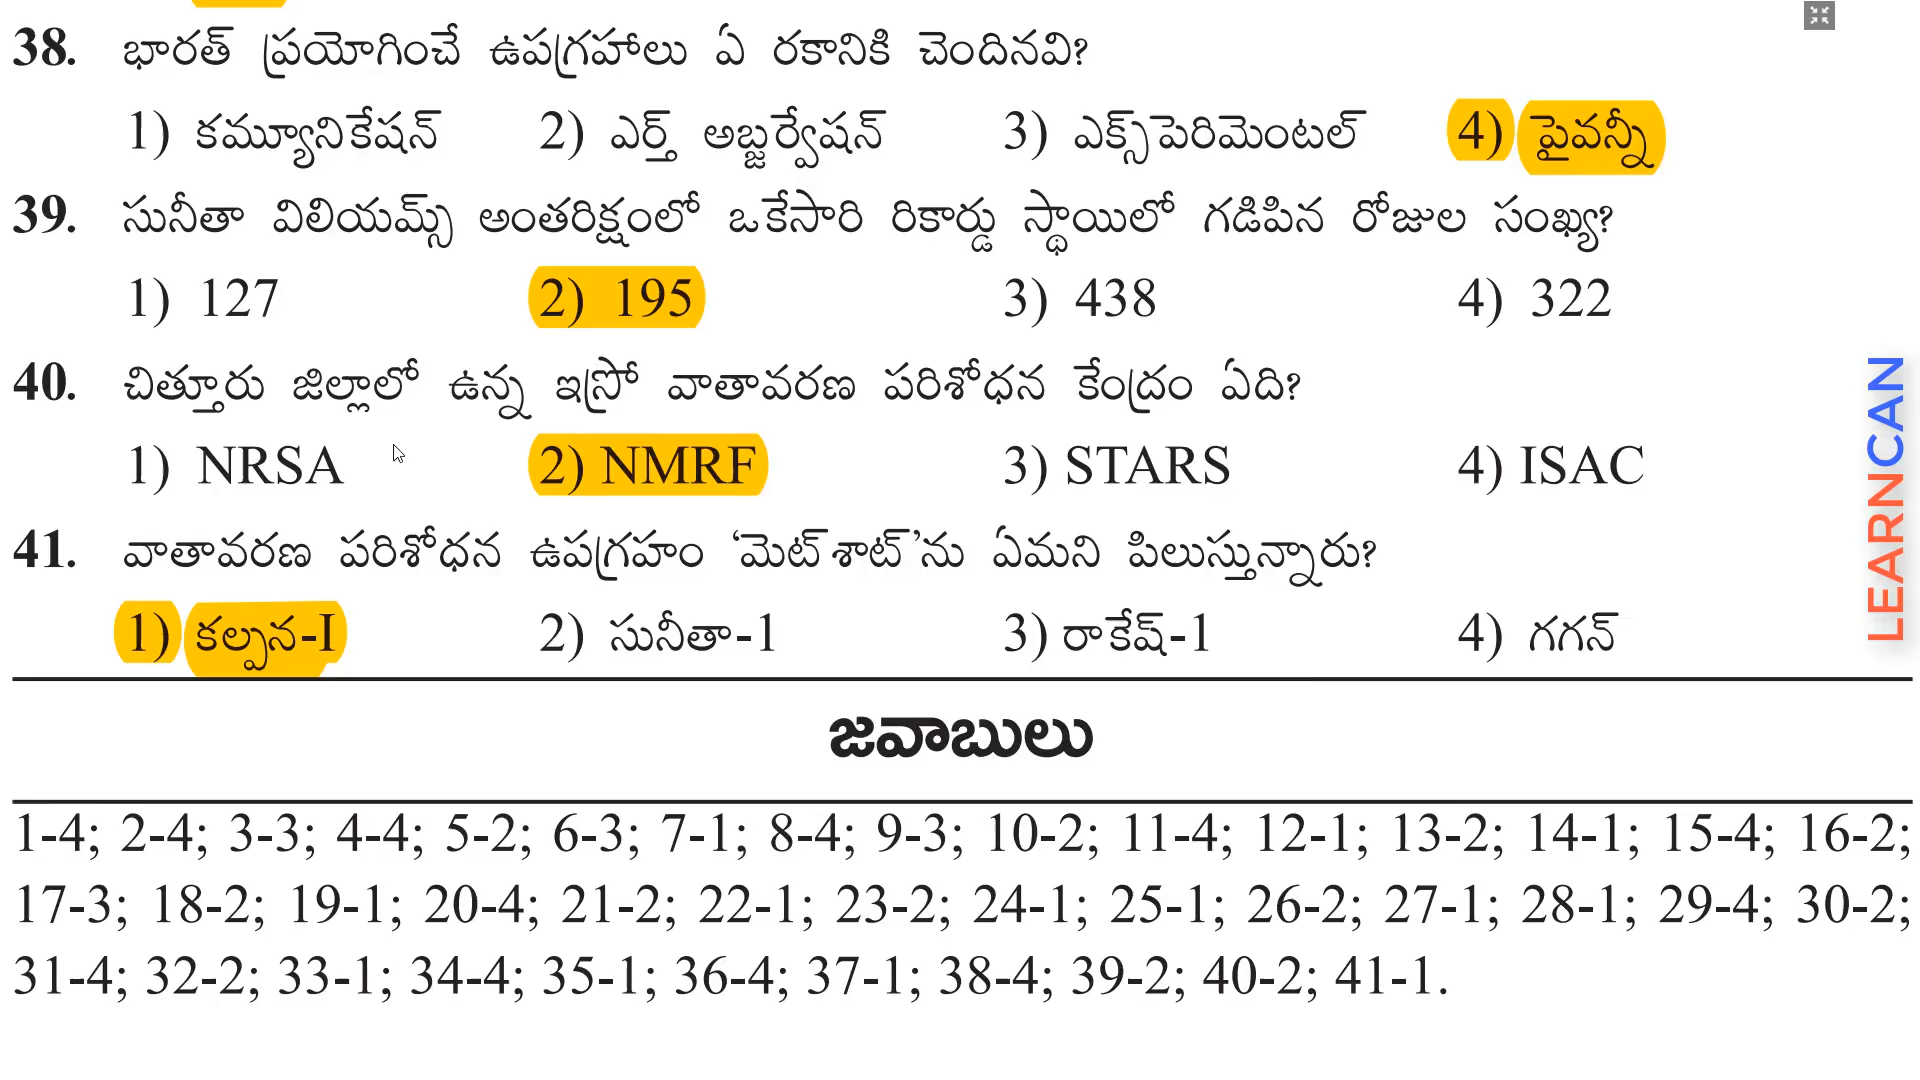 38. భారత్ ప్రయోగించే ఉపగ్రహాలు ఏ రకానికి చెందినవి?
1) కమ్యూనికేషన్ 2) ఎర్త్ అబ్జర్వేషన్ 3) ఎక్స్‌పెరిమెంటల్ 4) పైవన్నీ
39. సునీతా విలియమ్స్ అంతరిక్షంలో ఒకేసారి రికార్డు స్థాయిలో గడిపిన రోజుల సంఖ్య?
1) 127 2) 195 3) 438 4) 322
40. చిత్తూరు జిల్లాలో ఉన్న ఇస్రో వాతావరణ పరిశోధన కేంద్రం ఏది?
1) NRSA 2) NMRF 3) STARS 4) ISAC
41. వాతావరణ పరిశోధన ఉపగ్రహం ‘మెట్‌శాట్’ను ఏమని పిలుస్తున్నారు?
1) కల్పన-I 2) సునీతా-1 3) రాకేష్-1 4) గగన్
జవాబులు
1-4; 2-4; 3-3; 4-4; 5-2; 6-3; 7-1; 8-4; 9-3; 10-2; 11-4; 12-1; 13-2; 14-1; 15-4; 16-2;
17-3; 18-2; 19-1; 20-4; 21-2; 22-1; 23-2; 24-1; 25-1; 26-2; 27-1; 28-1; 29-4; 30-2;
31-4; 32-2; 33-1; 34-4; 35-1; 36-4; 37-1; 38-4; 39-2; 40-2; 41-1.
LEARNCAN